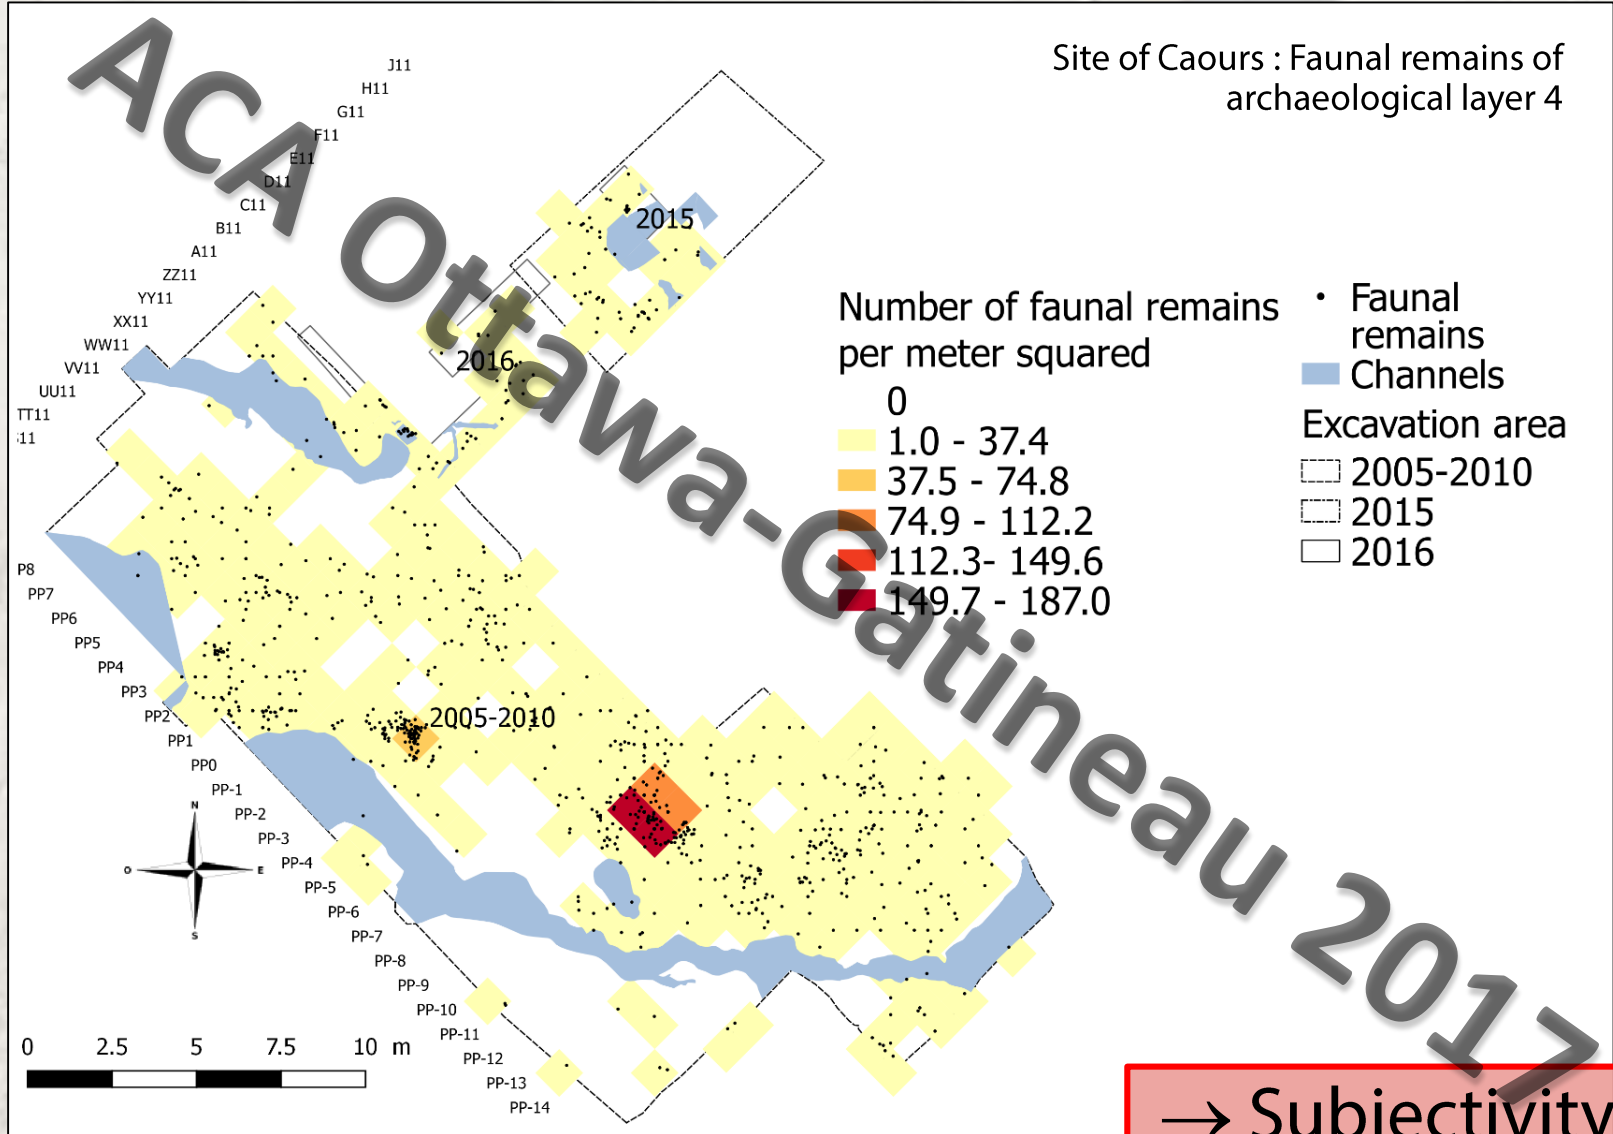 Site of Caours : Faunal remains of
archaeological layer 4
ACA Ottawa-Gatineau 2017
J11
H11
G11
F11
E11
D11
C11
B11
A11
ZZ11
YY11
XX11
WW11
VV11
UU11
TT11
P8
PP7
PP6
PP5
PP4
PP3
PP2
PP1
PP0
PP-1
PP-2
PP-3
PP-4
PP-5
PP-6
PP-7
PP-8
PP-9
PP-10
PP-11
PP-12
PP-13
PP-14
2015
2016
2005-2010
Number of faunal remains
per meter squared
0
1.0 - 37.4
37.5 - 74.8
74.9 - 112.2
112.3- 149.6
149.7 - 187.0
Faunal
remains
Channels
Excavation area
2005-2010
2015
2016
N
O
E
S
0 2.5 5 7.5 10 m
→ Subjectivity